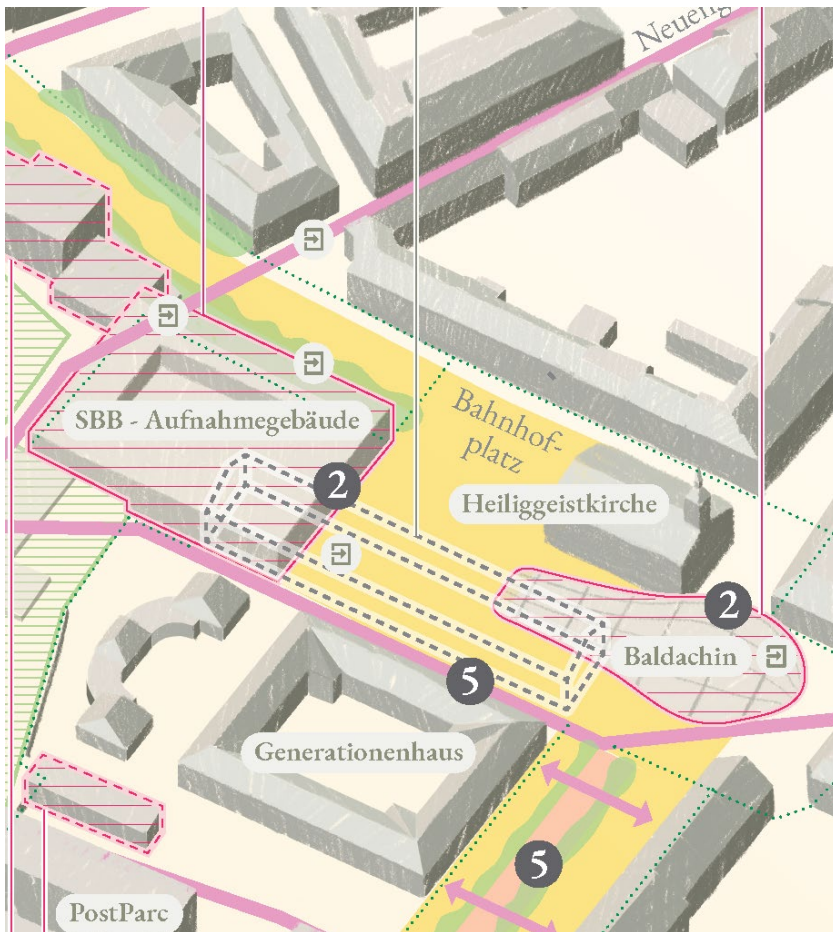 Neueng
SBB - Aufnahmegebäude
Bahnhof-
platz
2
Heiliggeistkirche
2
Baldachin
5
Generationenhaus
5
PostParc